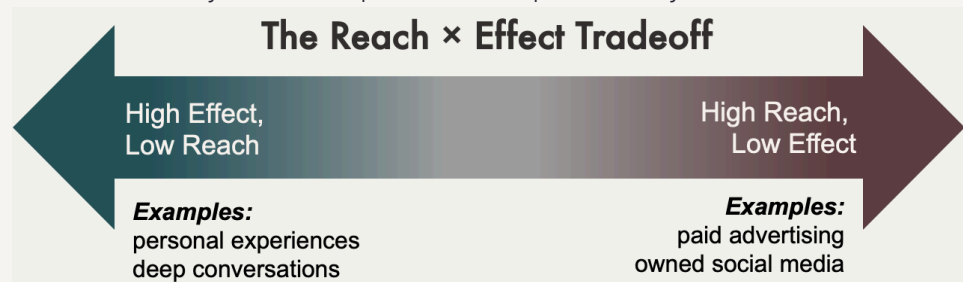 The Reach × Effect Tradeoff
High Effect,
Low Reach
High Reach,
Low Effect
Examples:
personal experiences
deep conversations
Examples:
paid advertising
owned social media